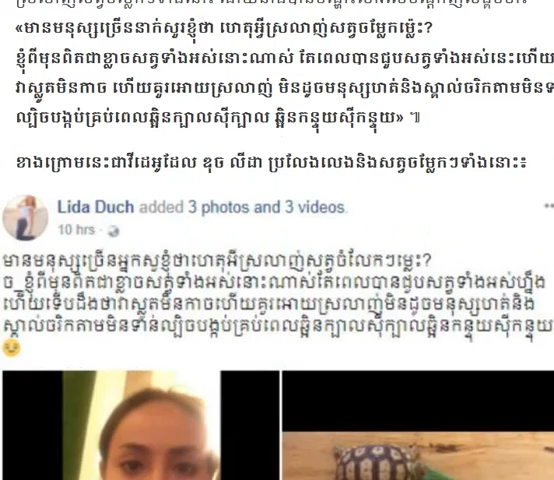 «មានមនុស្សច្រើននាក់សួរខ្ញុំថា ហេតុអ្វីស្រលាញ់សត្វចម្លែកម្ល៉េះ?
ខ្ញុំពីមុនពិតជាខ្លាចសត្វទាំងអស់នេះណាស់ តែពេលបានជួបសត្វទាំងអស់នេះហើយ
វាស្លូតមិនកាច ហើយគួរអោយស្រលាញ់ មិនដូចមនុស្សហត់និងស្គាល់ចរិកតាមមិន
ល្បិចបង្កប់គ្រប់ពេលឆ្អិនក្បាលស៊ីក្បាល ឆ្អិនកន្ទុយស៊ីកន្ទុយ» ៕
ខាងក្រោមនេះជាវីដេអូដែល ឌុច លីដា ប្រលែងលេងនិងសត្វចម្លែកៗទាំងនោះ៖
Lida Duch added 3 photos and 3 videos.
10 hrs ·
មានមនុស្សច្រើនអ្នកសួខ្ញុំថាហេតុអីស្រលាញ់សត្វចំលែកៗម្លេះ?
ច_ខ្ញុំពីមុនពិតជាខ្លាចសត្វទាំងអស់នោះណាស់តែពេលបានជួបសត្វទាំងអស់ហ្នឹង
ហើយទើបដឹងថាវាស្លូតមិនកាចហើយគួរអោយស្រលាញ់មិនដូចមនុស្សហត់និង
ស្គាល់ចរិកតាមមិនទាន់ល្បិចបង្កប់គ្រប់ពេលឆ្អិនក្បាលស៊ីក្បាលឆ្អិនកន្ទុយស៊ីកន្ទុយ